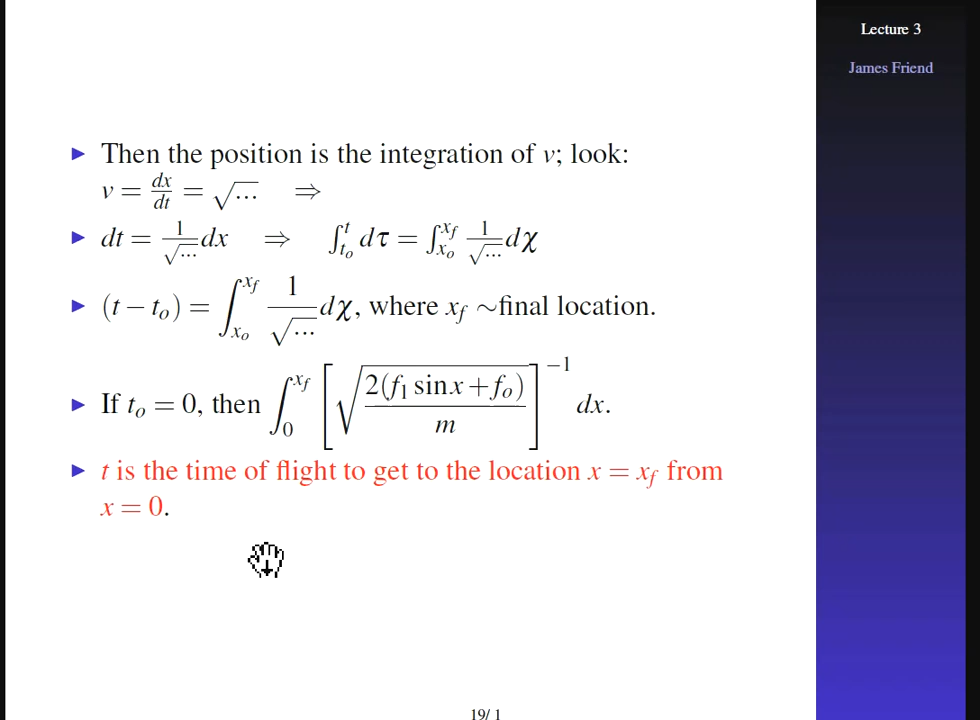 Lecture 3
James Friend
▶ Then the position is the integration of v; look:
v = dx/dt = √... ⇒
▶ dt = 1/√... dx ⇒ ∫_{t_o}^{t} dτ = ∫_{x_o}^{x_f} 1/√... dχ
▶ (t − t_o) = ∫_{x_o}^{x_f} 1/√... dχ, where x_f ∼final location.
▶ If t_o = 0, then ∫_0^{x_f} [√(2(f_1 sin x + f_o)/m)]^{−1} dx.
▶ t is the time of flight to get to the location x = x_f from
x = 0.
19/ 1